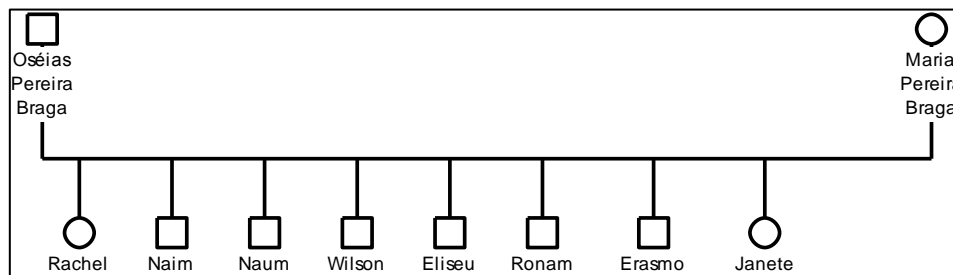 Oséias
Pereira
Braga
Maria
Pereira
Braga
Rachel
Naim
Naum
Wilson
Eliseu
Ronam
Erasmo
Janete